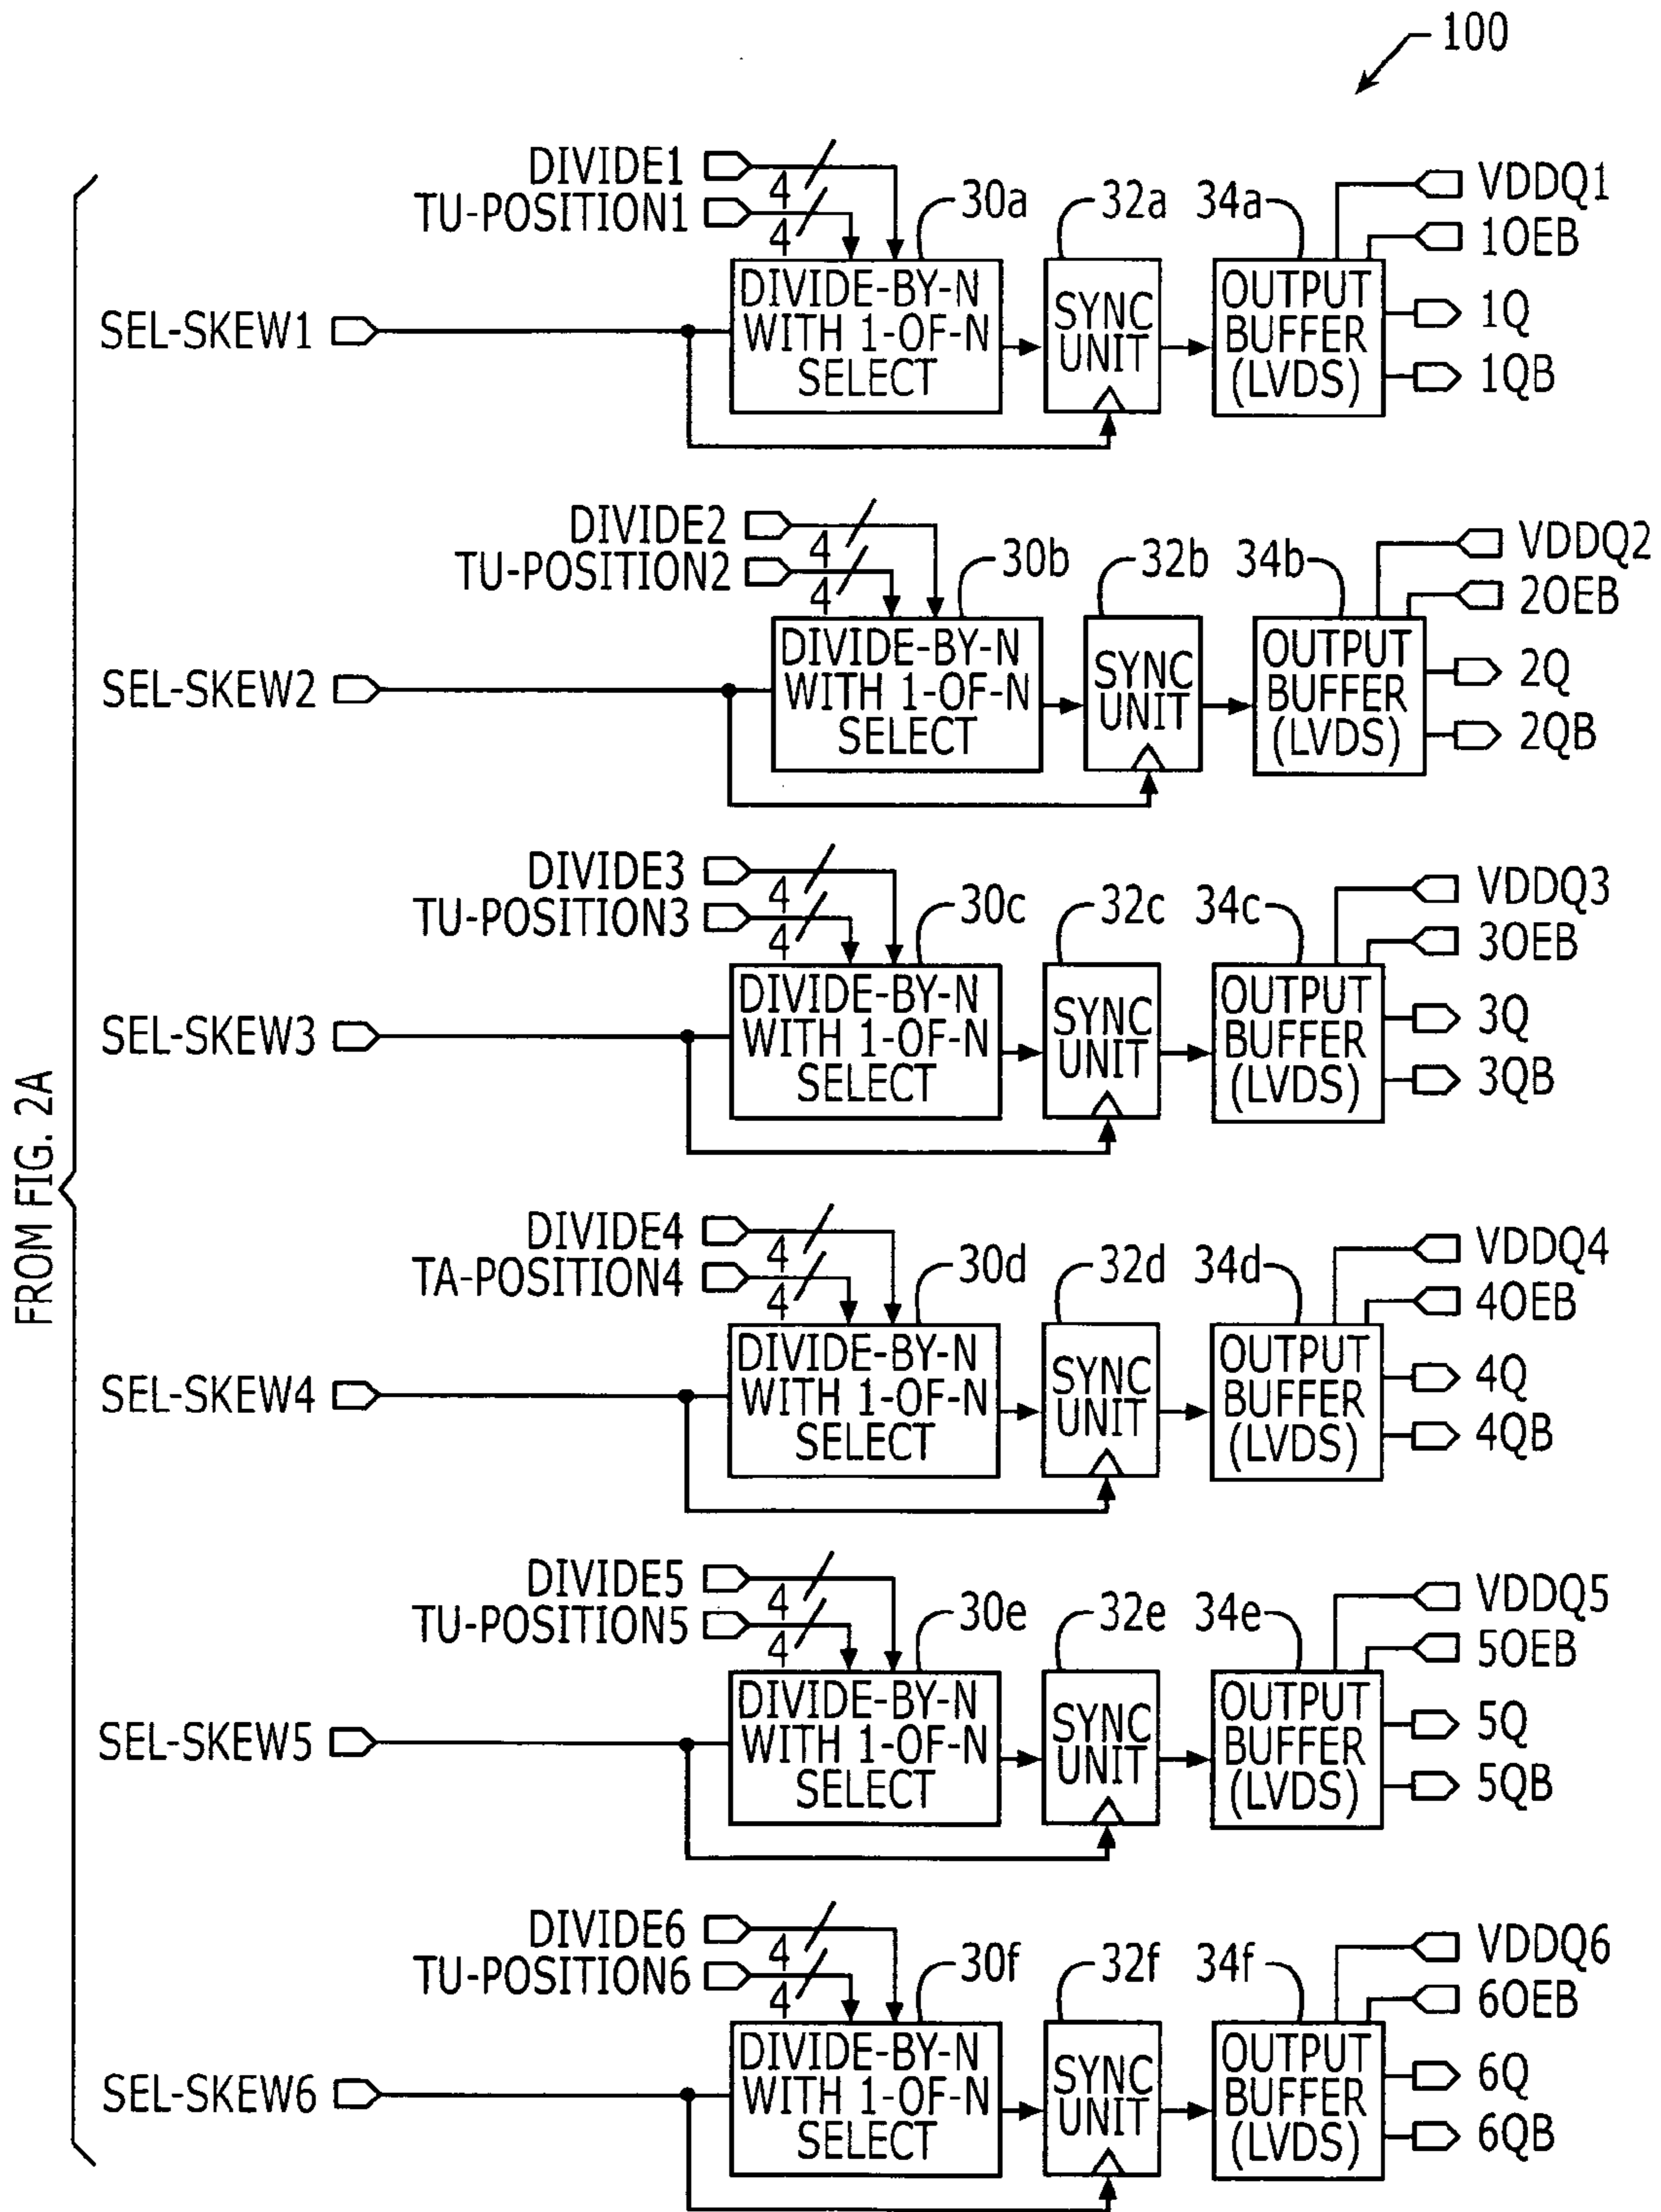 100
FROM FIG. 2A
DIVIDE1
4
TU-POSITION1
4
30a
32a
34a
VDDQ1
1OEB
SEL-SKEW1
DIVIDE-BY-N
WITH 1-OF-N
SELECT
SYNC
UNIT
OUTPUT
BUFFER
(LVDS)
1Q
1QB
DIVIDE2
4
TU-POSITION2
4
30b
32b
34b
VDDQ2
2OEB
SEL-SKEW2
DIVIDE-BY-N
WITH 1-OF-N
SELECT
SYNC
UNIT
OUTPUT
BUFFER
(LVDS)
2Q
2QB
DIVIDE3
4
TU-POSITION3
4
30c
32c
34c
VDDQ3
3OEB
SEL-SKEW3
DIVIDE-BY-N
WITH 1-OF-N
SELECT
SYNC
UNIT
OUTPUT
BUFFER
(LVDS)
3Q
3QB
DIVIDE4
4
TA-POSITION4
4
30d
32d
34d
VDDQ4
4OEB
SEL-SKEW4
DIVIDE-BY-N
WITH 1-OF-N
SELECT
SYNC
UNIT
OUTPUT
BUFFER
(LVDS)
4Q
4QB
DIVIDE5
4
TU-POSITION5
4
30e
32e
34e
VDDQ5
5OEB
SEL-SKEW5
DIVIDE-BY-N
WITH 1-OF-N
SELECT
SYNC
UNIT
OUTPUT
BUFFER
(LVDS)
5Q
5QB
DIVIDE6
4
TU-POSITION6
4
30f
32f
34f
VDDQ6
6OEB
SEL-SKEW6
DIVIDE-BY-N
WITH 1-OF-N
SELECT
SYNC
UNIT
OUTPUT
BUFFER
(LVDS)
6Q
6QB